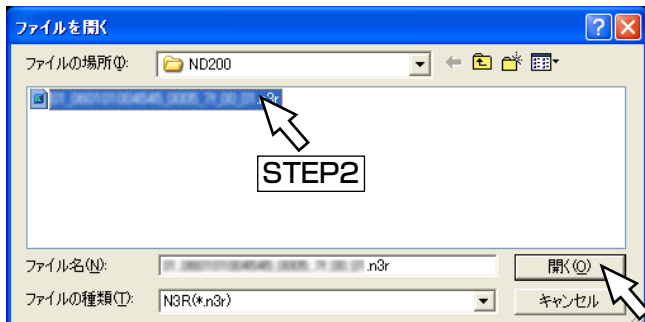 ファイルを開く
ファイルの場所(I): ND200
.n3r
STEP2
ファイル名(N): .n3r 開く(O)
ファイルの種類(T): N3R(*.n3r) キャンセル